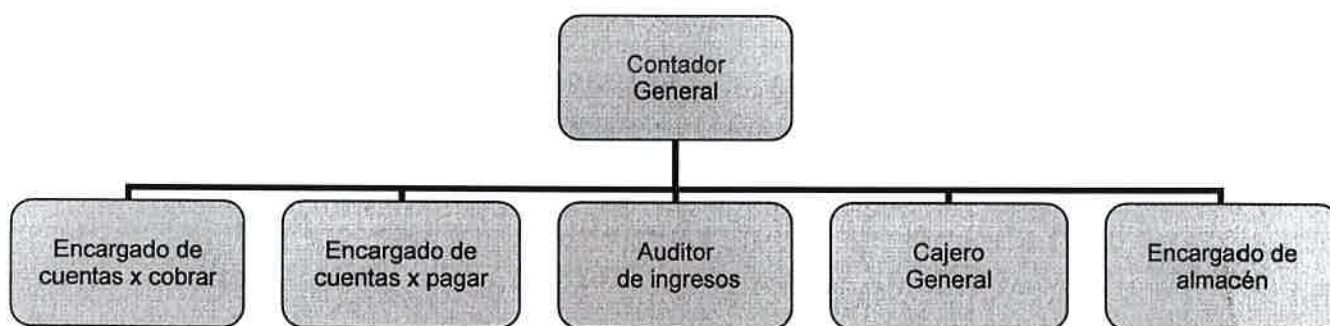 Contador
General
Encargado de
cuentas x cobrar
Encargado de
cuentas x pagar
Auditor
de ingresos
Cajero
General
Encargado de
almacén